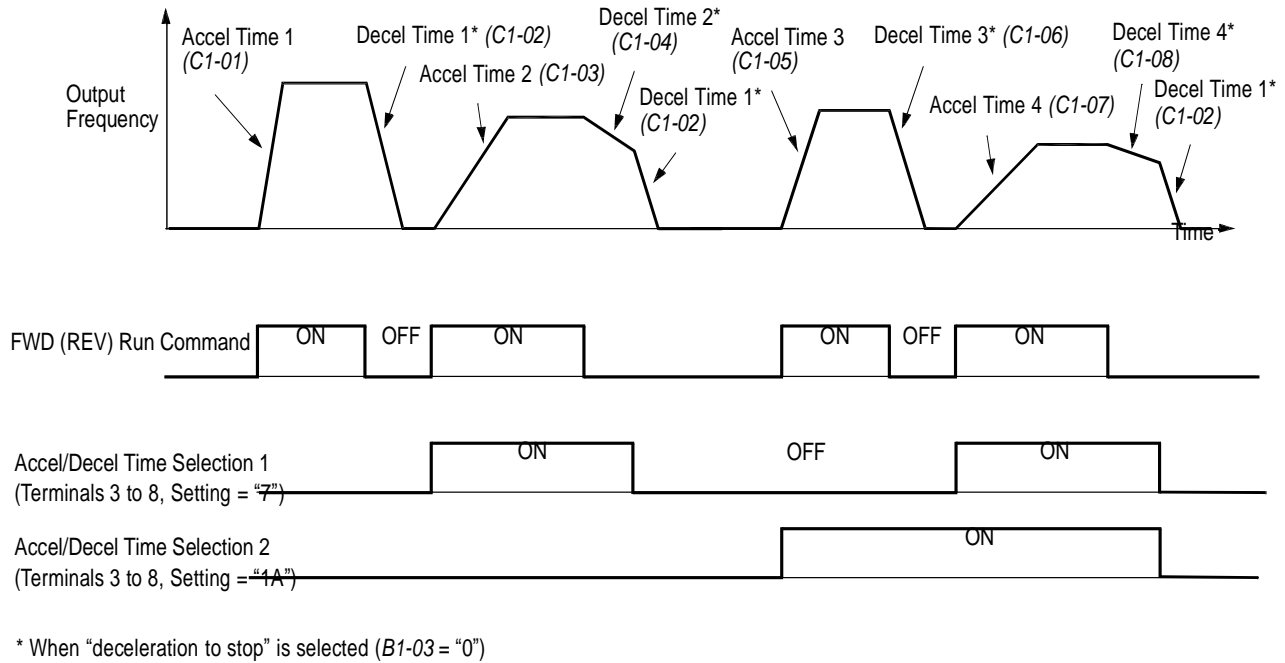 Accel Time 1
(C1-01)
Decel Time 1* (C1-02)
Accel Time 2 (C1-03)
Decel Time 2*
(C1-04)
Decel Time 1*
(C1-02)
Accel Time 3
(C1-05)
Decel Time 3* (C1-06)
Accel Time 4 (C1-07)
Decel Time 4*
(C1-08)
Decel Time 1*
(C1-02)
Output
Frequency
Time
FWD (REV) Run Command
ON
OFF
ON
ON
OFF
ON
Accel/Decel Time Selection 1
(Terminals 3 to 8, Setting = “7”)
ON
OFF
ON
Accel/Decel Time Selection 2
(Terminals 3 to 8, Setting = “1A”)
ON
* When “deceleration to stop” is selected (B1-03 = “0”)